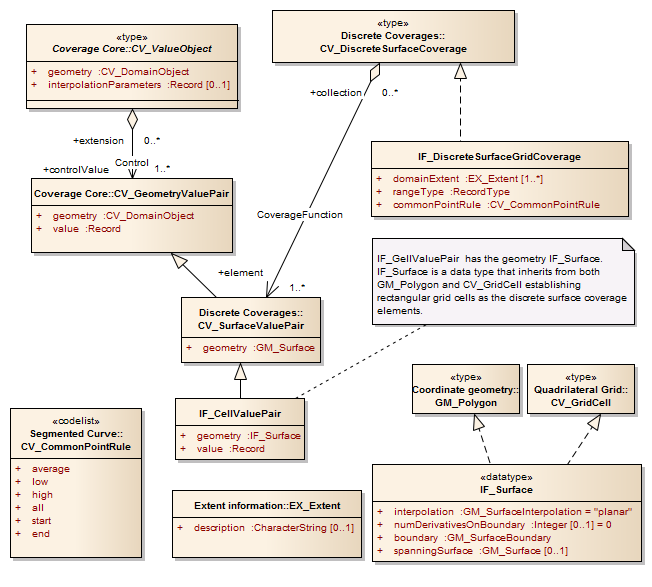 «type»
Coverage Core::CV_ValueObject
+ geometry :CV_DomainObject
+ interpolationParameters :Record [0..1]
«type»
Discrete Coverages::
CV_DiscreteSurfaceCoverage
+collection
0..*
+extension
0..*
Control
+controlValue
1..*
Coverage Core::CV_GeometryValuePair
+ geometry :CV_DomainObject
+ value :Record
IF_DiscreteSurfaceGridCoverage
+ domainExtent :EX_Extent [1..*]
+ rangeType :RecordType
+ commonPointRule :CV_CommonPointRule
CoverageFunction
+element
1..*
IF_GellValuePair has the geometry IF_Surface.
IF_Surface is a data type that inherits from both
GM_Polygon and CV_GridCell establishing
rectangular grid cells as the discrete surface coverage
elements.
Discrete Coverages::
CV_SurfaceValuePair
+ geometry :GM_Surface
«type»
Coordinate geometry::
GM_Polygon
«type»
Quadrilateral Grid::
CV_GridCell
«codelist»
Segmented Curve::
CV_CommonPointRule
+ average
+ low
+ high
+ all
+ start
+ end
IF_CellValuePair
+ geometry :IF_Surface
+ value :Record
Extent information::EX_Extent
+ description :CharacterString [0..1]
«datatype»
IF_Surface
+ interpolation :GM_SurfaceInterpolation = "planar"
+ numDerivativesOnBoundary :Integer [0..1] = 0
+ boundary :GM_SurfaceBoundary
+ spanningSurface :GM_Surface [0..1]